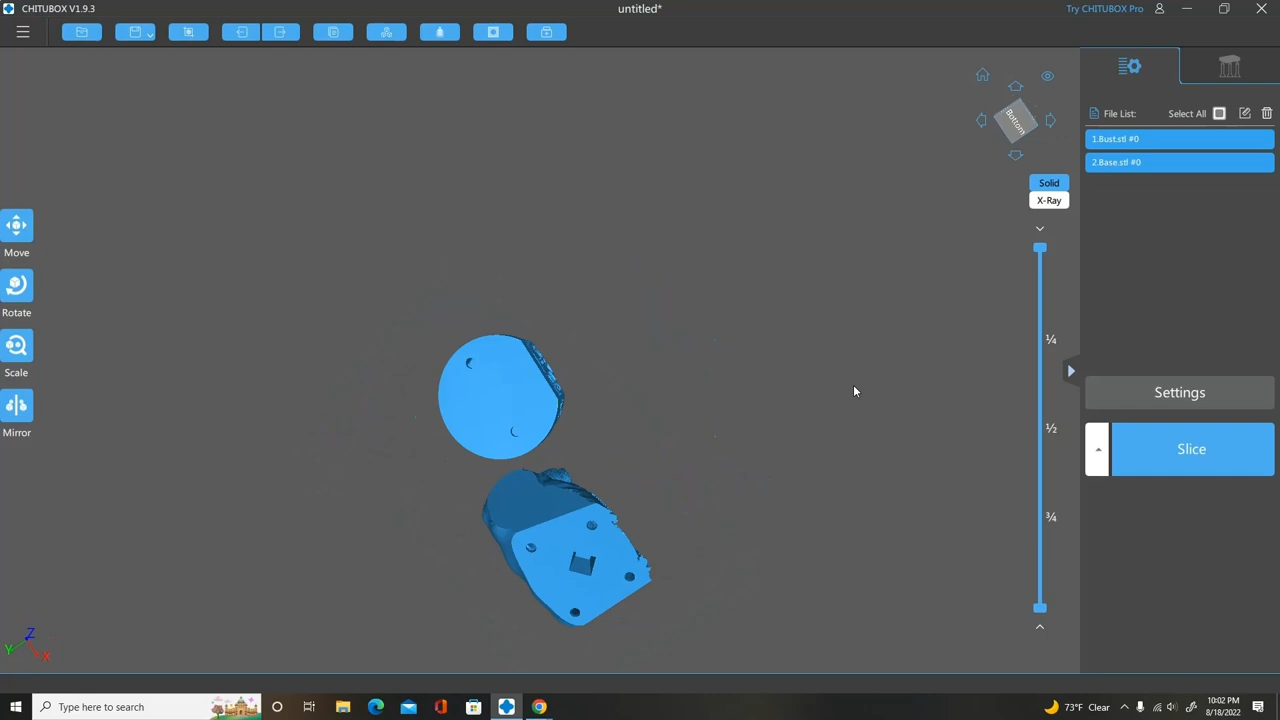 CHITUBOX V1.9.3
untitled*
Try CHITUBOX Pro
Bottom
File List:
Select All
1.Bust.stl #0
2.Base.stl #0
Solid
X-Ray
Move
Rotate
Scale
Mirror
¼
½
¾
Settings
Slice
Z
Y
X
Type here to search
73°F Clear
10:02 PM
8/18/2022